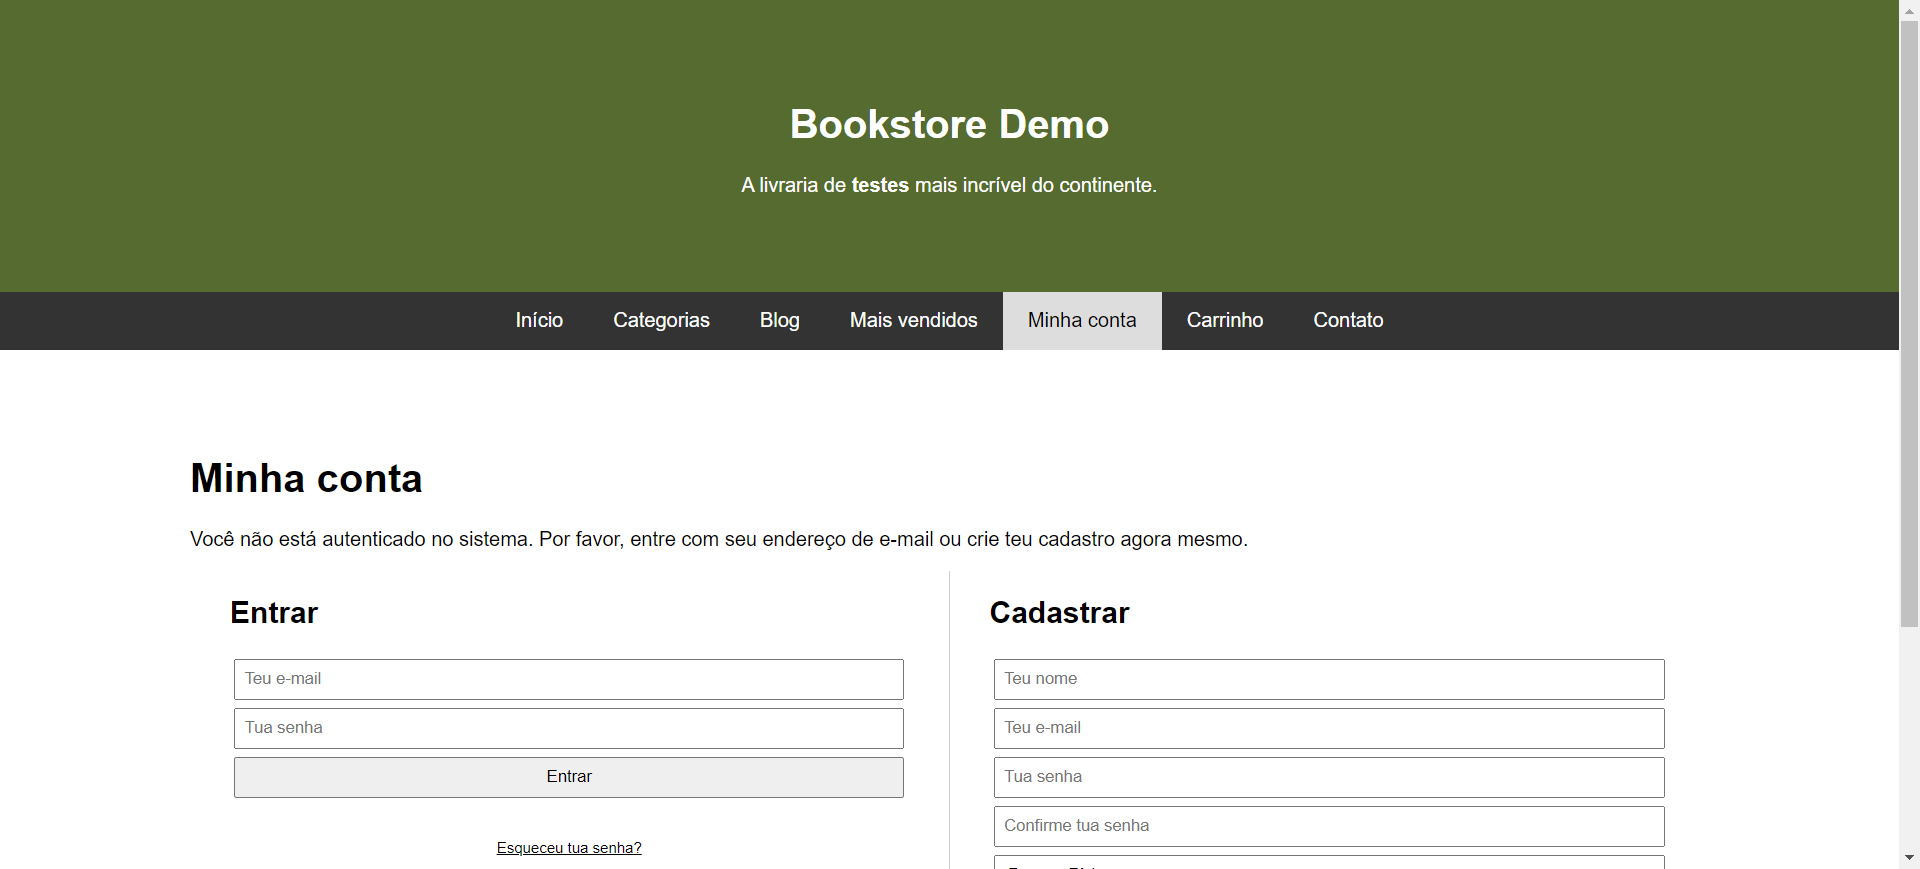 Bookstore Demo
A livraria de testes mais incrível do continente.
Início Categorias Blog Mais vendidos Minha conta Carrinho Contato
Minha conta
Você não está autenticado no sistema. Por favor, entre com seu endereço de e-mail ou crie teu cadastro agora mesmo.
Entrar
Teu e-mail
Tua senha
Entrar
Esqueceu tua senha?
Cadastrar
Teu nome
Teu e-mail
Tua senha
Confirme tua senha